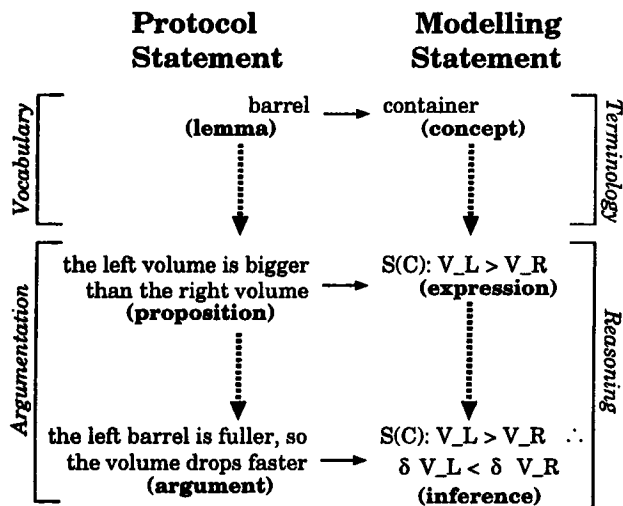 Protocol Statement
Modelling Statement
Vocabulary
barrel
(lemma)
container
(concept)
Terminology
Argumentation
the left volume is bigger
than the right volume
(proposition)
S(C): V_L > V_R
(expression)
Reasoning
the left barrel is fuller, so
the volume drops faster
(argument)
S(C): V_L > V_R ∴
δ V_L < δ V_R
(inference)